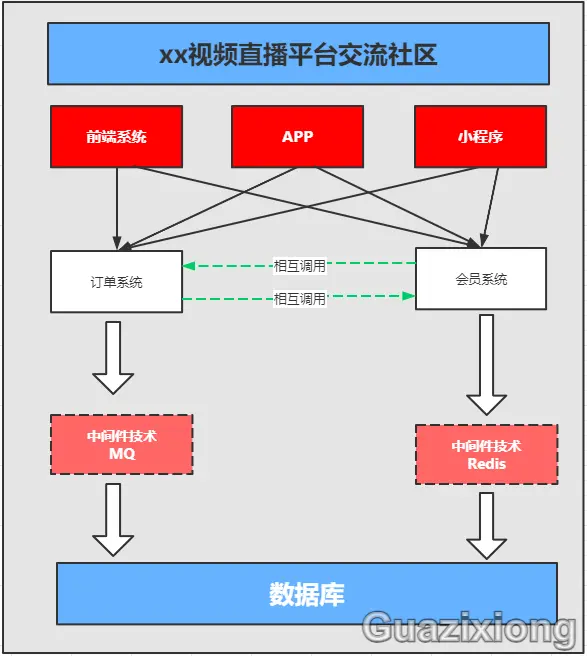 xx视频直播平台交流社区
前端系统
APP
小程序
相互调用
订单系统
会员系统
相互调用
中间件技术
MQ
中间件技术
Redis
数据库
Guazixiong